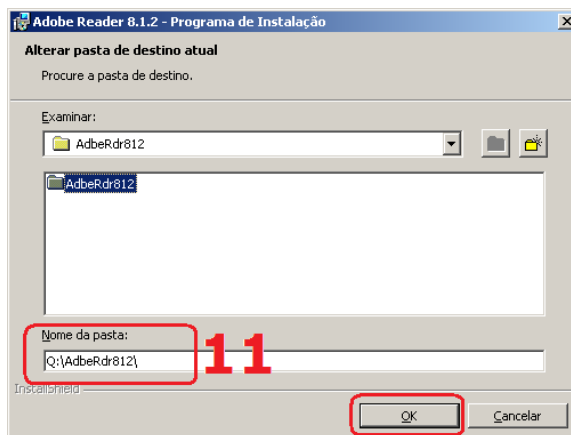 Adobe Reader 8.1.2 - Programa de Instalação
Alterar pasta de destino atual
Procure a pasta de destino.
Examinar:
AdbeRdr812
AdbeRdr812
Nome da pasta:
11
Q:\AdbeRdr812\
InstallShield
OK
Cancelar